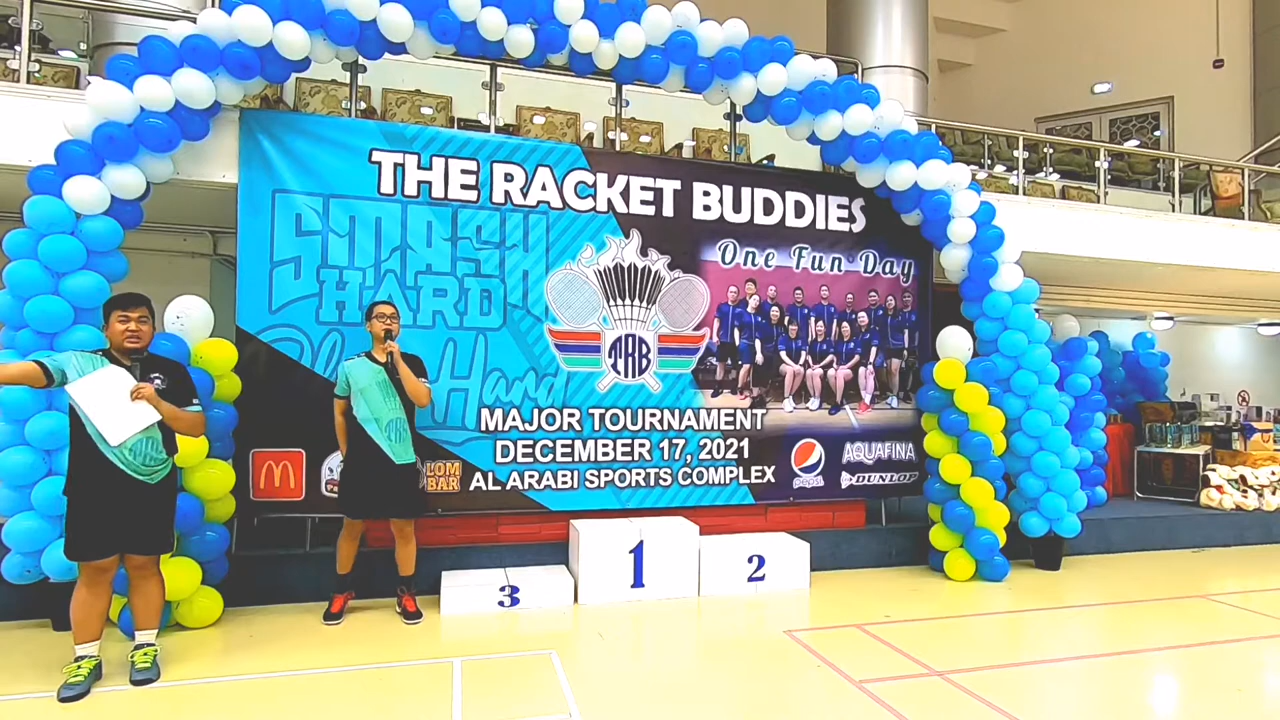 THE RACKET BUDDIES
One Fun Day
SMASH
HARD
Hard
TRB
MAJOR TOURNAMENT
DECEMBER 17, 2021
AL ARABI SPORTS COMPLEX
LOM
BAR
pepsi
AQUAFINA
DUNLOP
TRB
3
1
2